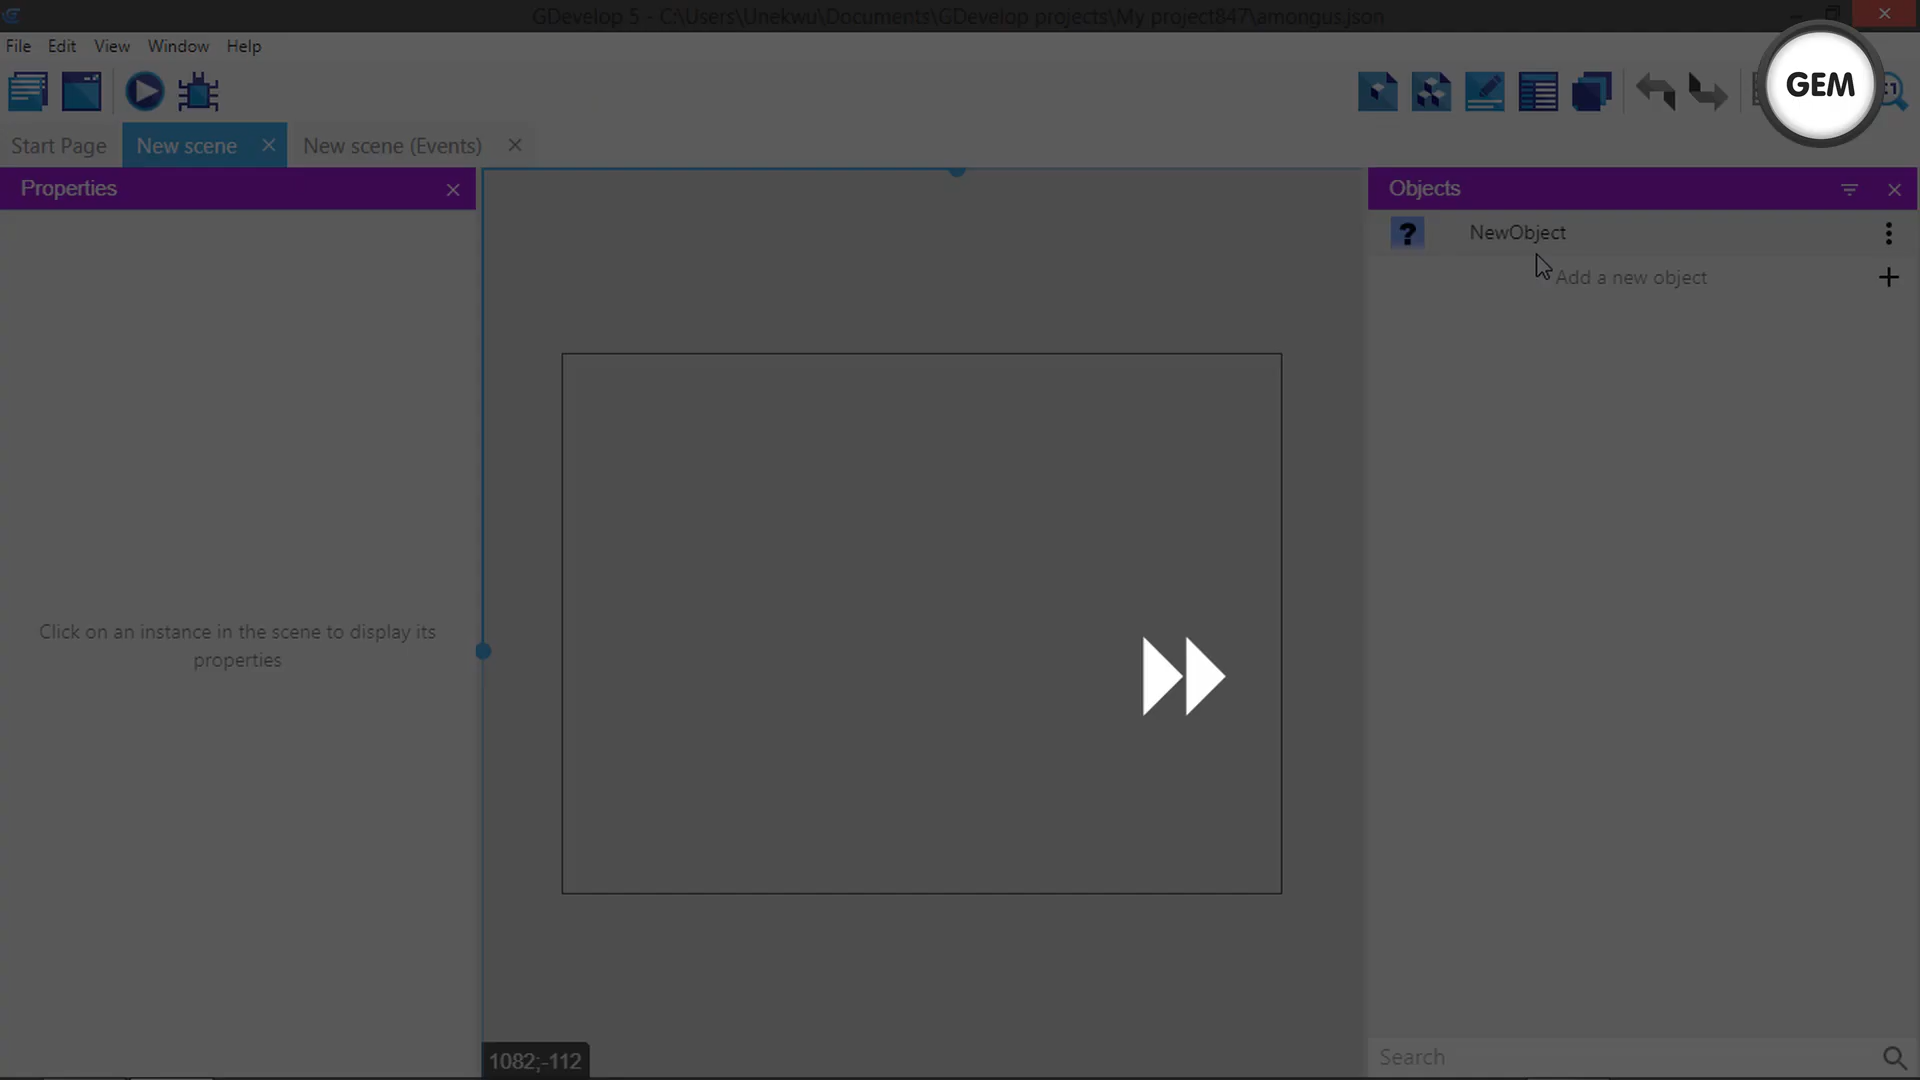 GDevelop 5 - C:\Users\Unekwu\Documents\GDevelop projects\My project847\amongus.json
File Edit View Window Help
GEM
Start Page New scene New scene (Events)
Properties
Objects
NewObject
Add a new object
Click on an instance in the scene to display its
properties
1082;-112
Search